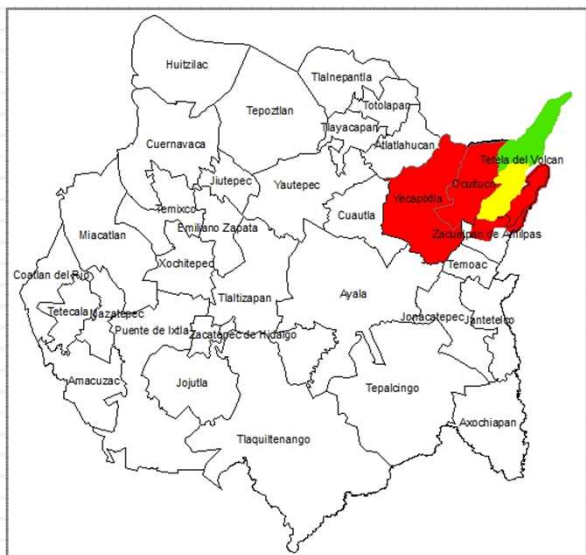 Huitzilac
Tlalnepantla
Tepoztlan
Totolapan
Tlayacapan
Cuernavaca
Atlatlahucan
Tetela del Volcan
Jiutepec
Yautepec
Ocuituco
Yecapixtla
Temixco
Cuautla
Emiliano Zapata
Miacatlan
Zacualpan de Amilpas
Xochitepec
Temoac
Coatlan del Rio
Tlaltizapan
Ayala
Tetecala
Mazatepec
Jonacatepec
Jantetelco
Puente de Ixtla
Zacatepec de Hidalgo
Amacuzac
Jojutla
Tepalcingo
Axochiapan
Tlaquiltenango